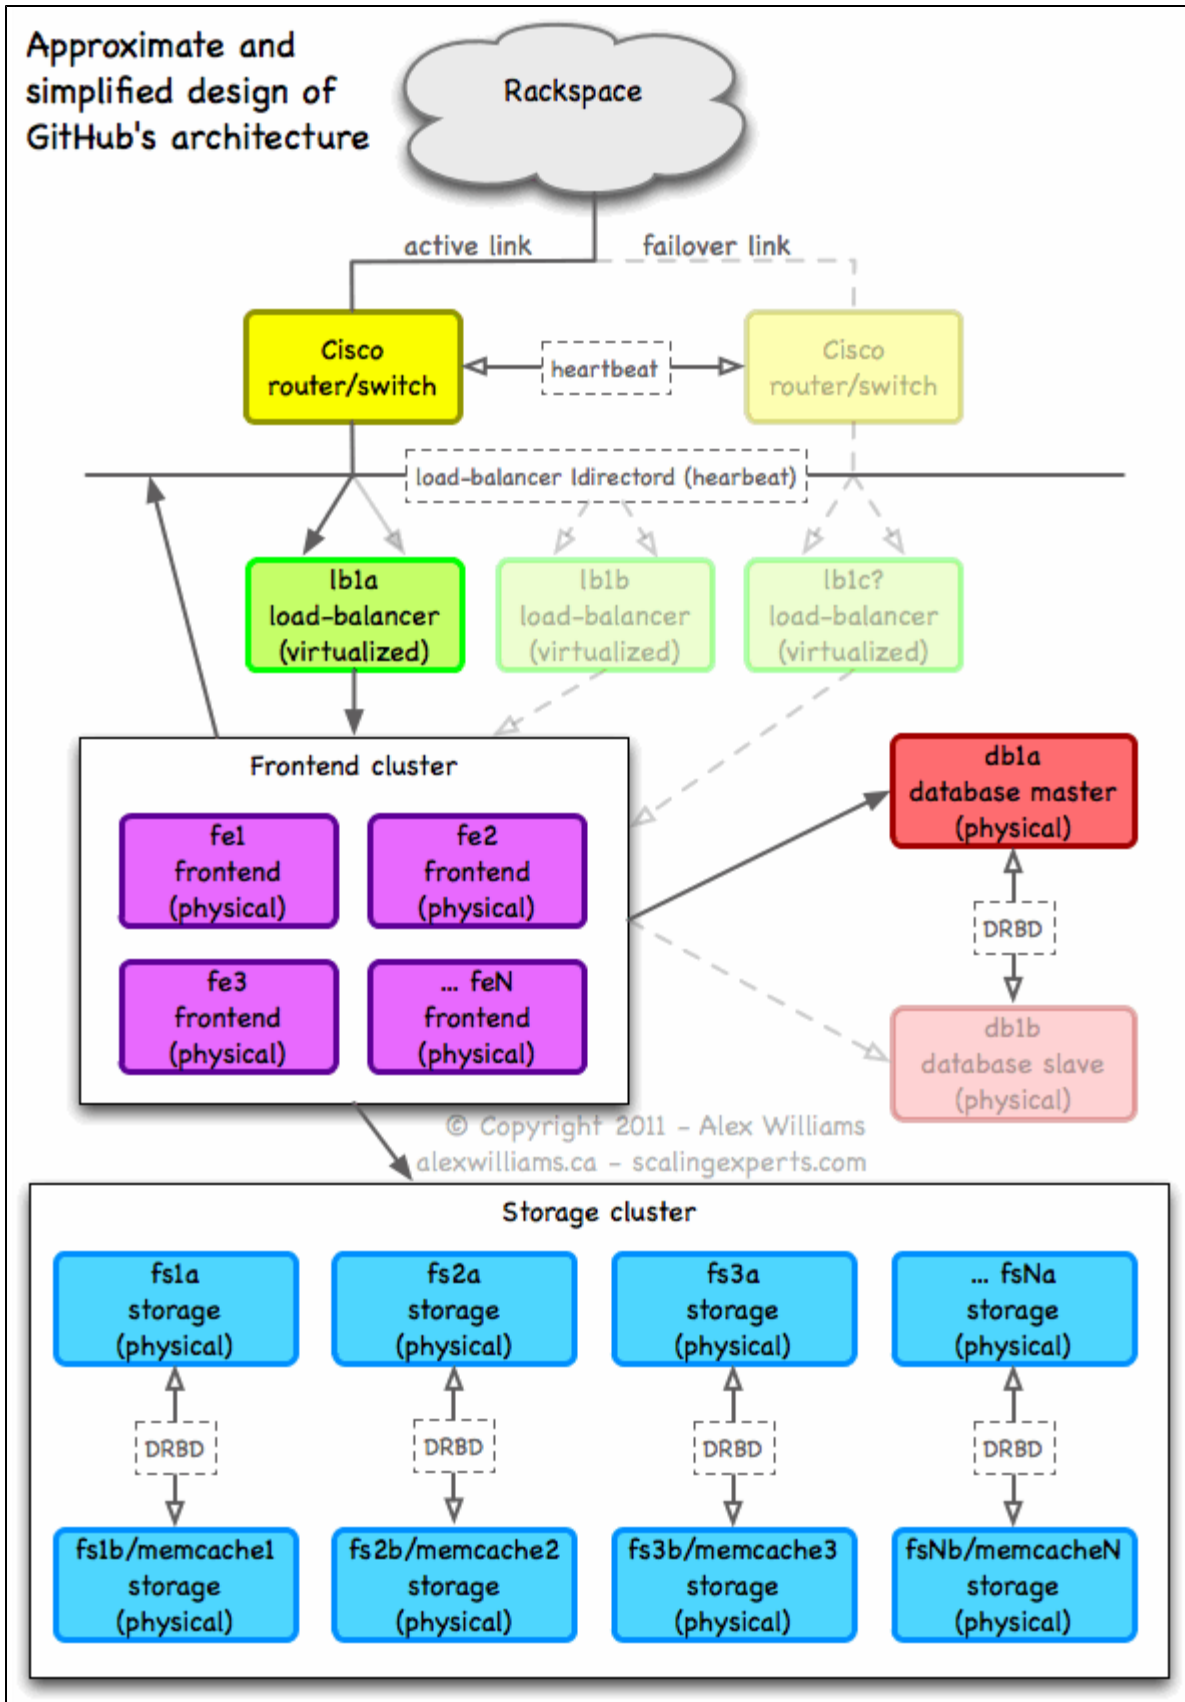 Approximate and
simplified design of
GitHub's architecture
Rackspace
active link
failover link
Cisco
router/switch
heartbeat
Cisco
router/switch
load-balancer ldirectord (hearbeat)
lb1a
load-balancer
(virtualized)
lb1b
load-balancer
(virtualized)
lb1c?
load-balancer
(virtualized)
Frontend cluster
fe1
frontend
(physical)
fe2
frontend
(physical)
fe3
frontend
(physical)
... feN
frontend
(physical)
db1a
database master
(physical)
DRBD
db1b
database slave
(physical)
© Copyright 2011 - Alex Williams
alexwilliams.ca - scalingexperts.com
Storage cluster
fs1a
storage
(physical)
fs2a
storage
(physical)
fs3a
storage
(physical)
... fsNa
storage
(physical)
DRBD
DRBD
DRBD
DRBD
fs1b/memcache1
storage
(physical)
fs2b/memcache2
storage
(physical)
fs3b/memcache3
storage
(physical)
fsNb/memcacheN
storage
(physical)